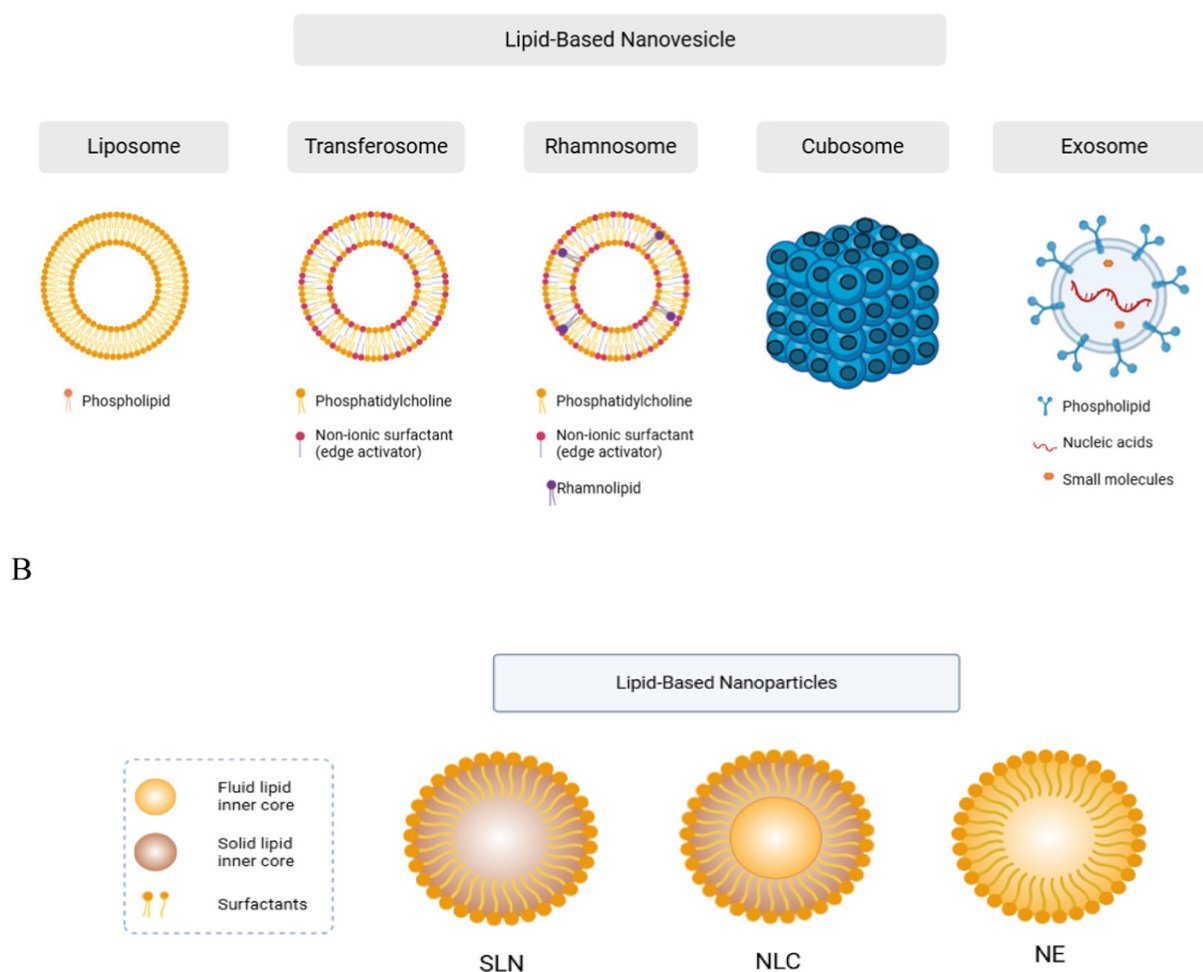 Lipid-Based Nanovesicle
Liposome
Transferosome
Rhamnosome
Cubosome
Exosome
Phospholipid
Phosphatidylcholine
Non-ionic surfactant
(edge activator)
Phosphatidylcholine
Non-ionic surfactant
(edge activator)
Rhamnolipid
Phospholipid
Nucleic acids
Small molecules
B
Lipid-Based Nanoparticles
Fluid lipid
inner core
Solid lipid
inner core
Surfactants
SLN
NLC
NE